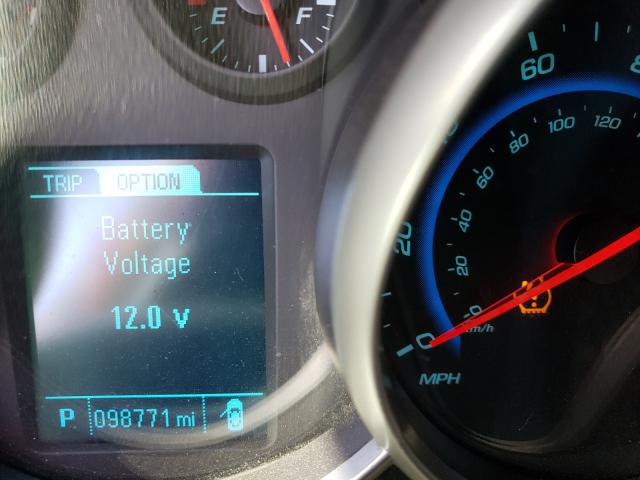 E F
TRIP OPTION
Battery
Voltage
12.0 v
P 098771 mi
60
100
120
80
60
40
20
20
0
0
km/h
MPH